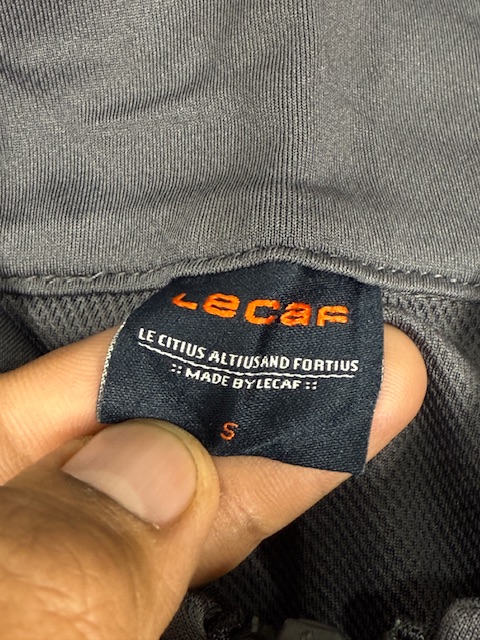 Lecaf
LE CITIUS ALTIUSAND FORTIUS
:: MADE BYLECAF ::
S